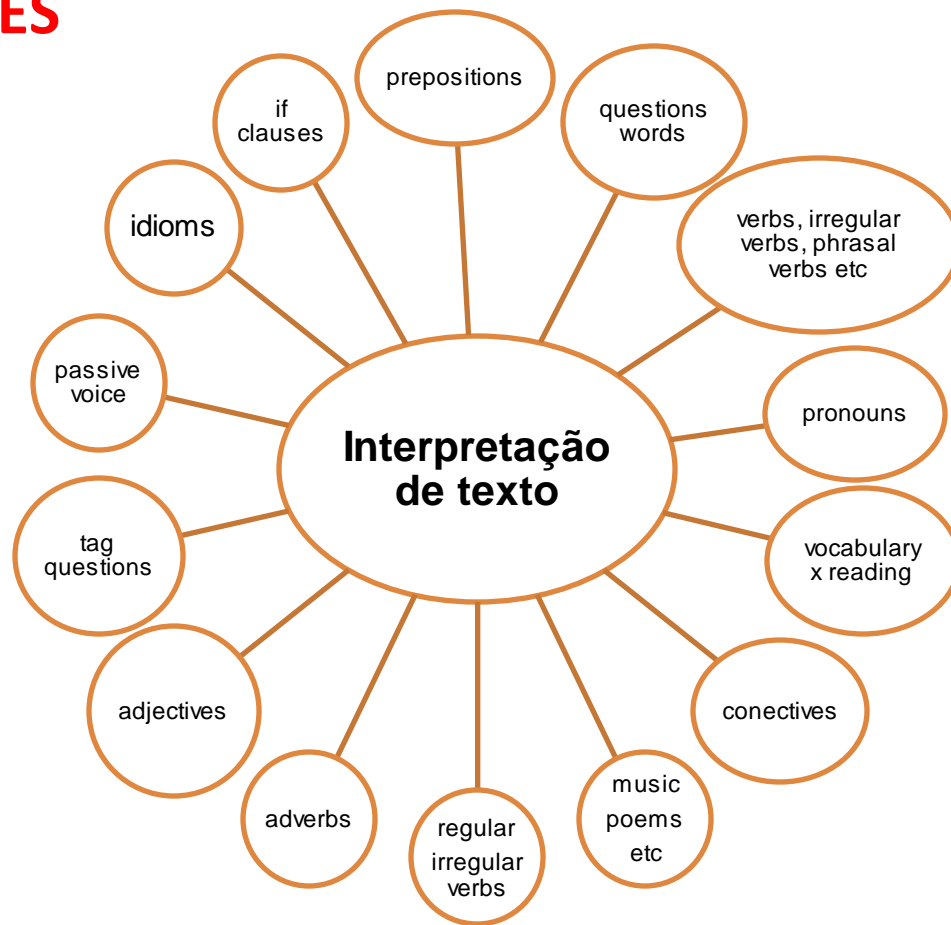 ES
prepositions
questions
words
verbs, irregular
verbs, phrasal
verbs etc
pronouns
vocabulary
x reading
conectives
music
poems
etc
regular
irregular
verbs
adverbs
adjectives
tag
questions
passive
voice
idioms
if
clauses
Interpretação
de texto